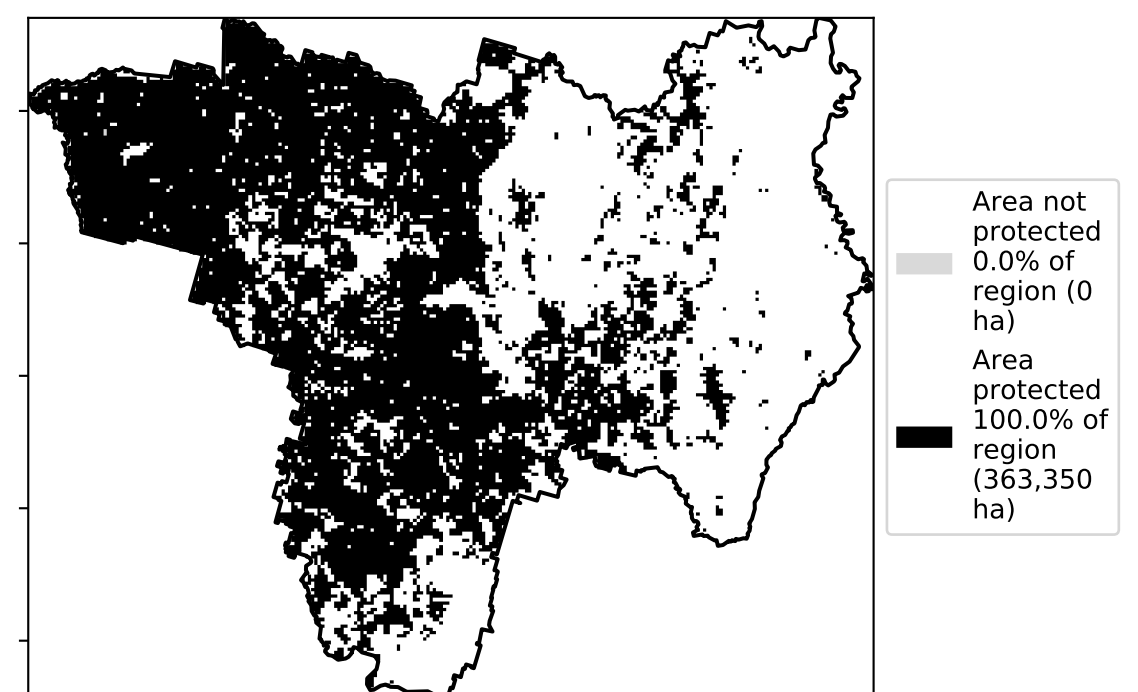 Area not
protected
0.0% of
region (0
ha)
Area
protected
100.0% of
region
(363,350
ha)